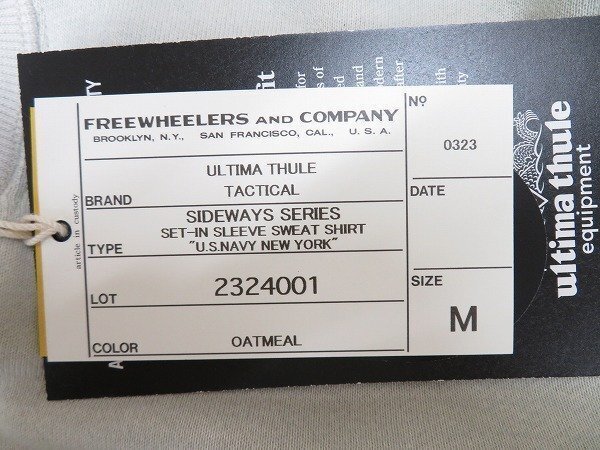 FREEWHEELERS AND COMPANY
BROOKLYN, N.Y., SAN FRANCISCO, CAL., U. S. A.
BRAND
ULTIMA THULE
TACTICAL
TYPE
SIDEWAYS SERIES
SET-IN SLEEVE SWEAT SHIRT
"U.S.NAVY NEW YORK"
LOT
2324001
COLOR
OATMEAL
Nº
0323
DATE
SIZE
M
article in custody
ultima thule
equipment